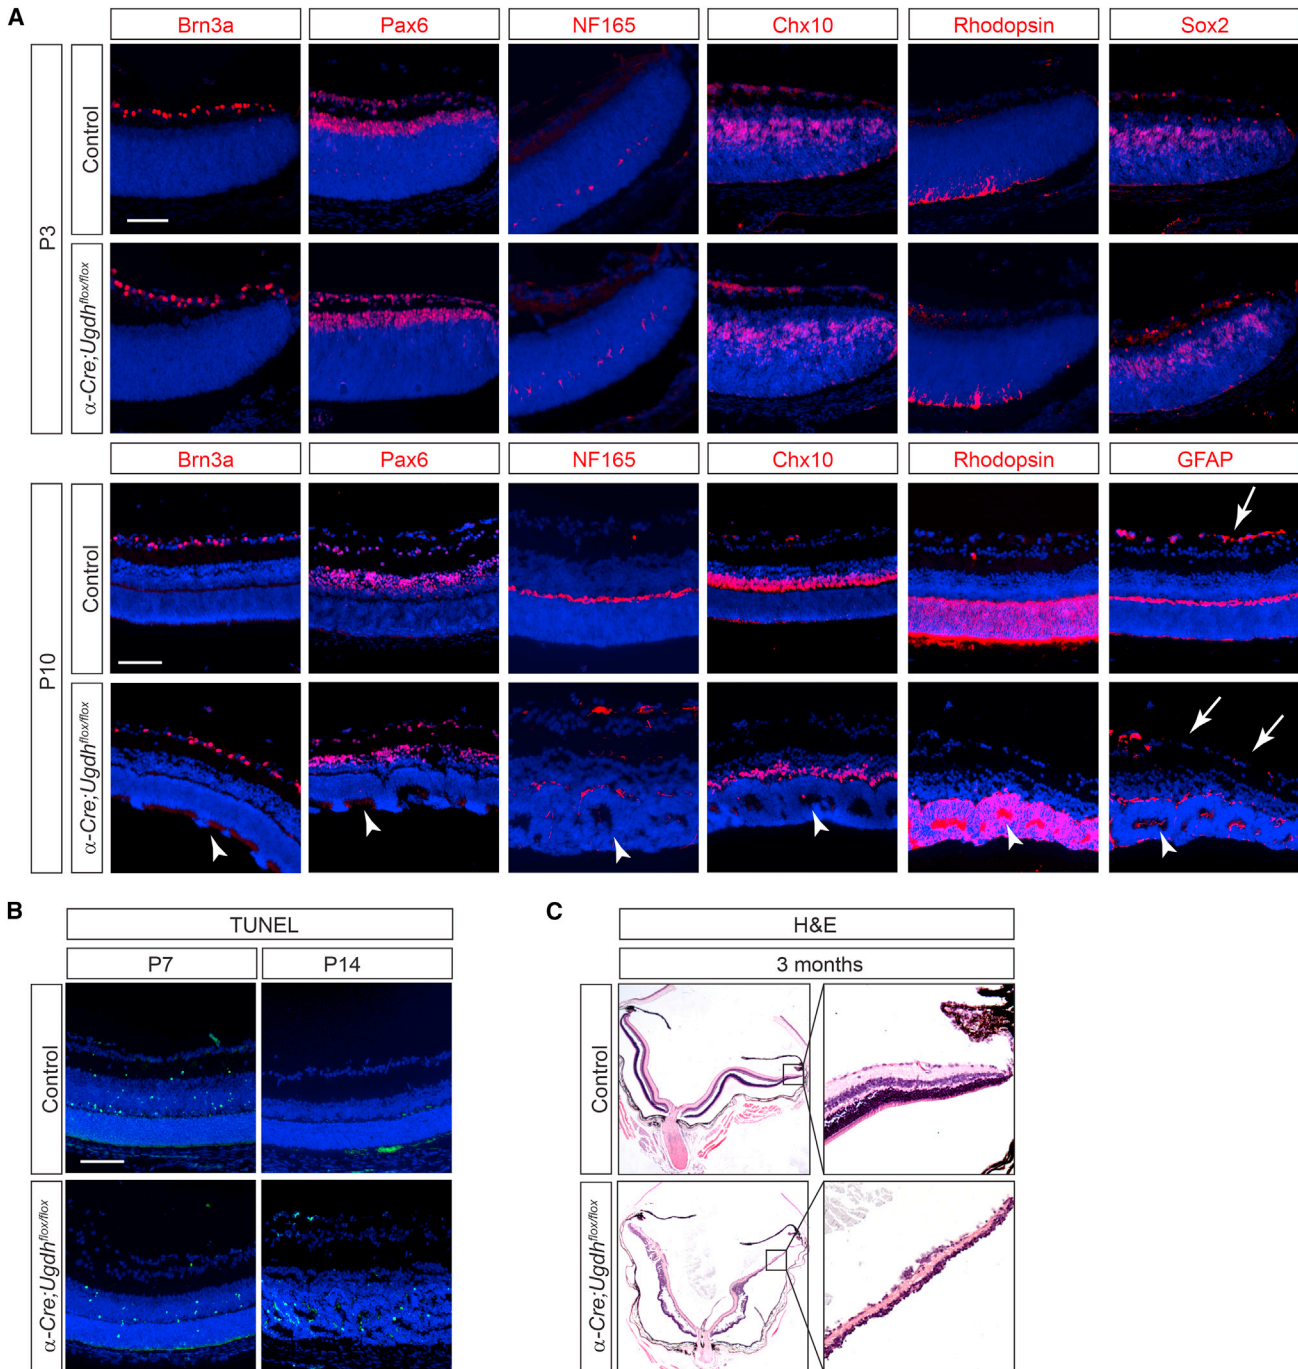 A
Brn3a Pax6 NF165 Chx10 Rhodopsin Sox2
P3
Control
α-Cre;Ugdhflox/flox
Brn3a Pax6 NF165 Chx10 Rhodopsin GFAP
P10
Control
α-Cre;Ugdhflox/flox
B
TUNEL
P7 P14
Control
α-Cre;Ugdhflox/flox
C
H&E
3 months
Control
α-Cre;Ugdhflox/flox